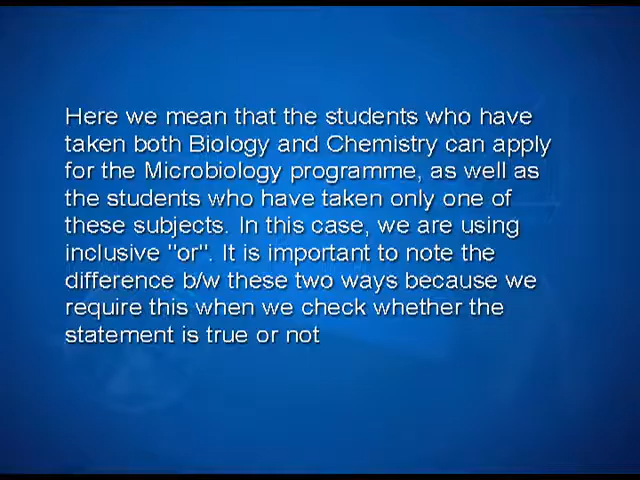 Here we mean that the students who have
taken both Biology and Chemistry can apply
for the Microbiology programme, as well as
the students who have taken only one of
these subjects. In this case, we are using
inclusive "or". It is important to note the
difference b/w these two ways because we
require this when we check whether the
statement is true or not